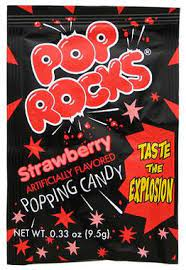 POP
ROCKS®
Strawberry
ARTIFICIALLY FLAVORED
POPPING CANDY
TASTE
THE
EXPLOSION
NET WT. 0.33 oz (9.5g)